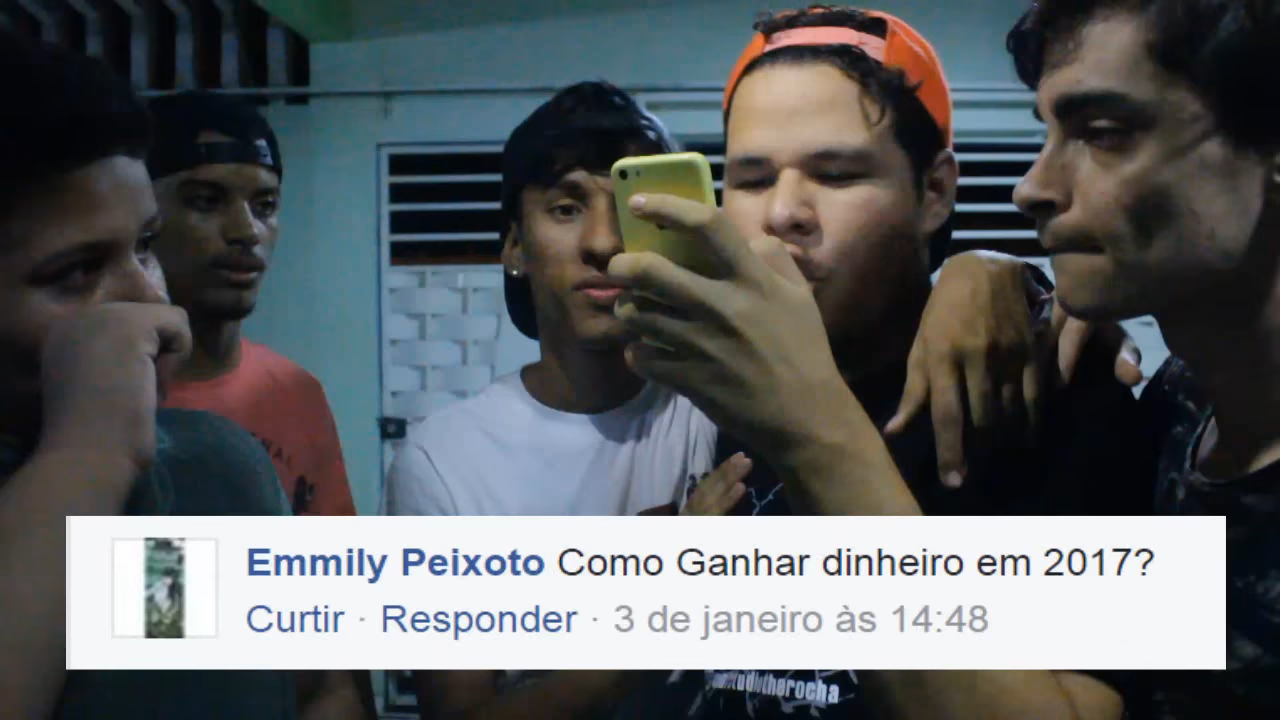 Emmily Peixoto Como Ganhar dinheiro em 2017?
Curtir · Responder · 3 de janeiro às 14:48